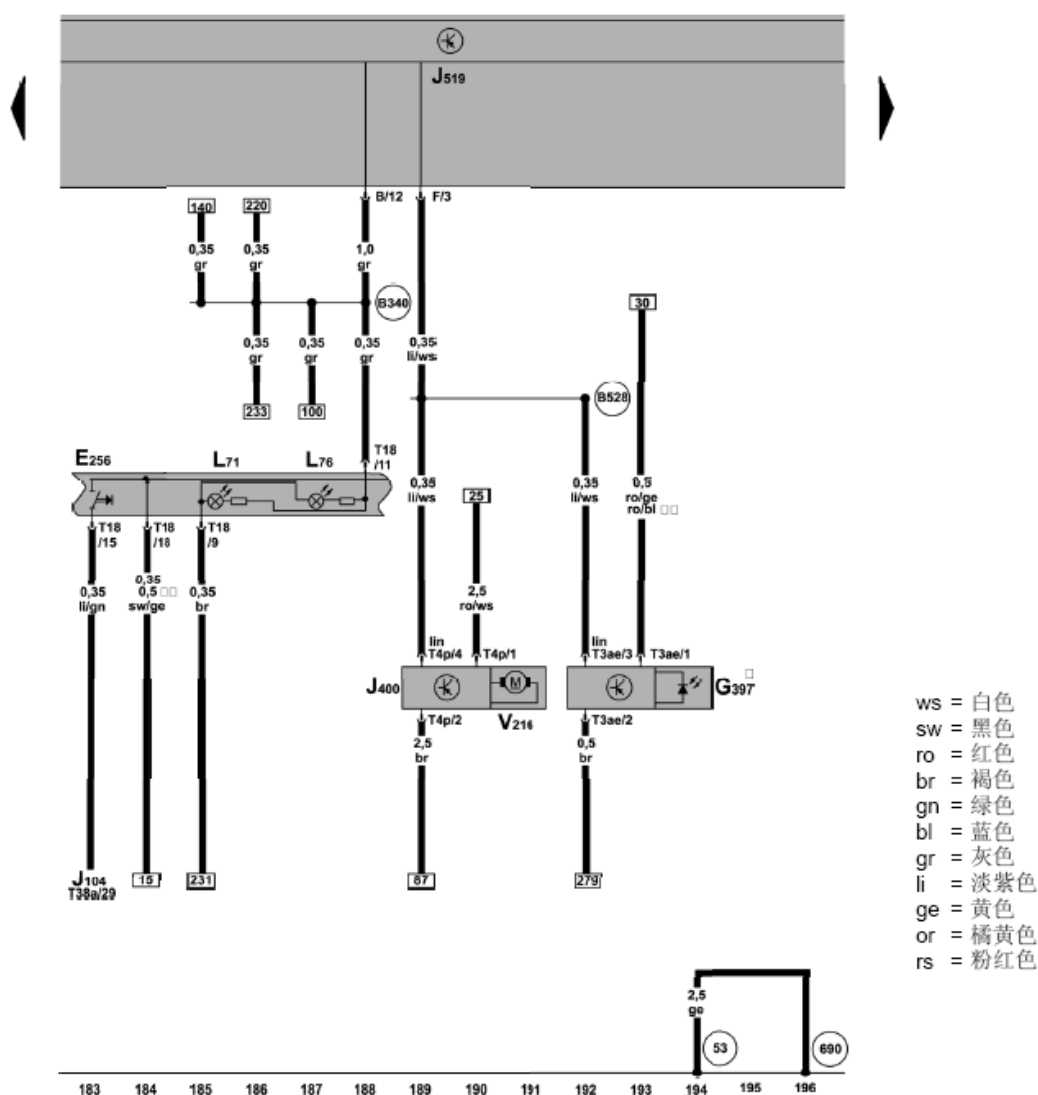 J519
B/12 F/3
140 220
0,35 0,35 1,0
gr gr gr
B340
30
0,35 0,35 0,35 0,35
gr gr gr li/ws
233 100
B528
E256 L71 L76 T18
/11
0,35 25 0,35 0,5
li/ws li/ws ro/ge
ro/bl
T18 T18 T18
/15 /18 /9
0,35 0,35 0,35
li/gn 0,5 br
sw/ge
2,5
ro/ws
lin lin
T4p/4 T4p/1 T3ae/3 T3ae/1
J400 M G397
T4p/2 V216 T3ae/2
2,5 0,5
br br
J104 15 231 87 279
T38a/29
ws = 白色
sw = 黑色
ro = 红色
br = 褐色
gn = 绿色
bl = 蓝色
gr = 灰色
li = 淡紫色
ge = 黄色
or = 橘黄色
rs = 粉红色
2,5
ge
53 690
183 184 185 186 187 188 189 190 191 192 193 194 195 196